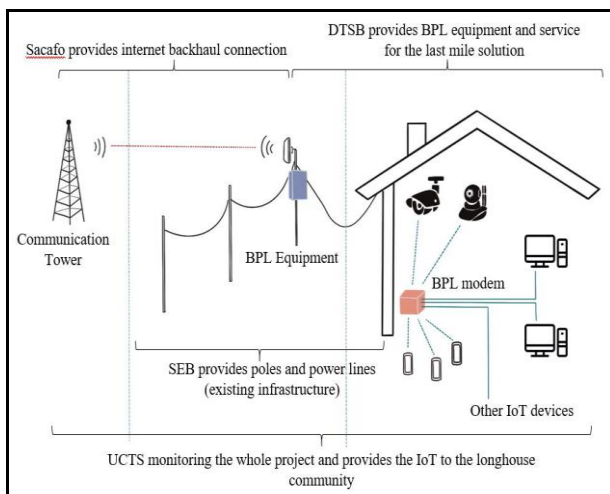 DTSB provides BPL equipment and service
for the last mile solution
Sacafo provides internet backhaul connection
Communication
Tower
BPL Equipment
BPL modem
SEB provides poles and power lines
(existing infrastructure)
Other IoT devices
UCTS monitoring the whole project and provides the IoT to the longhouse
community